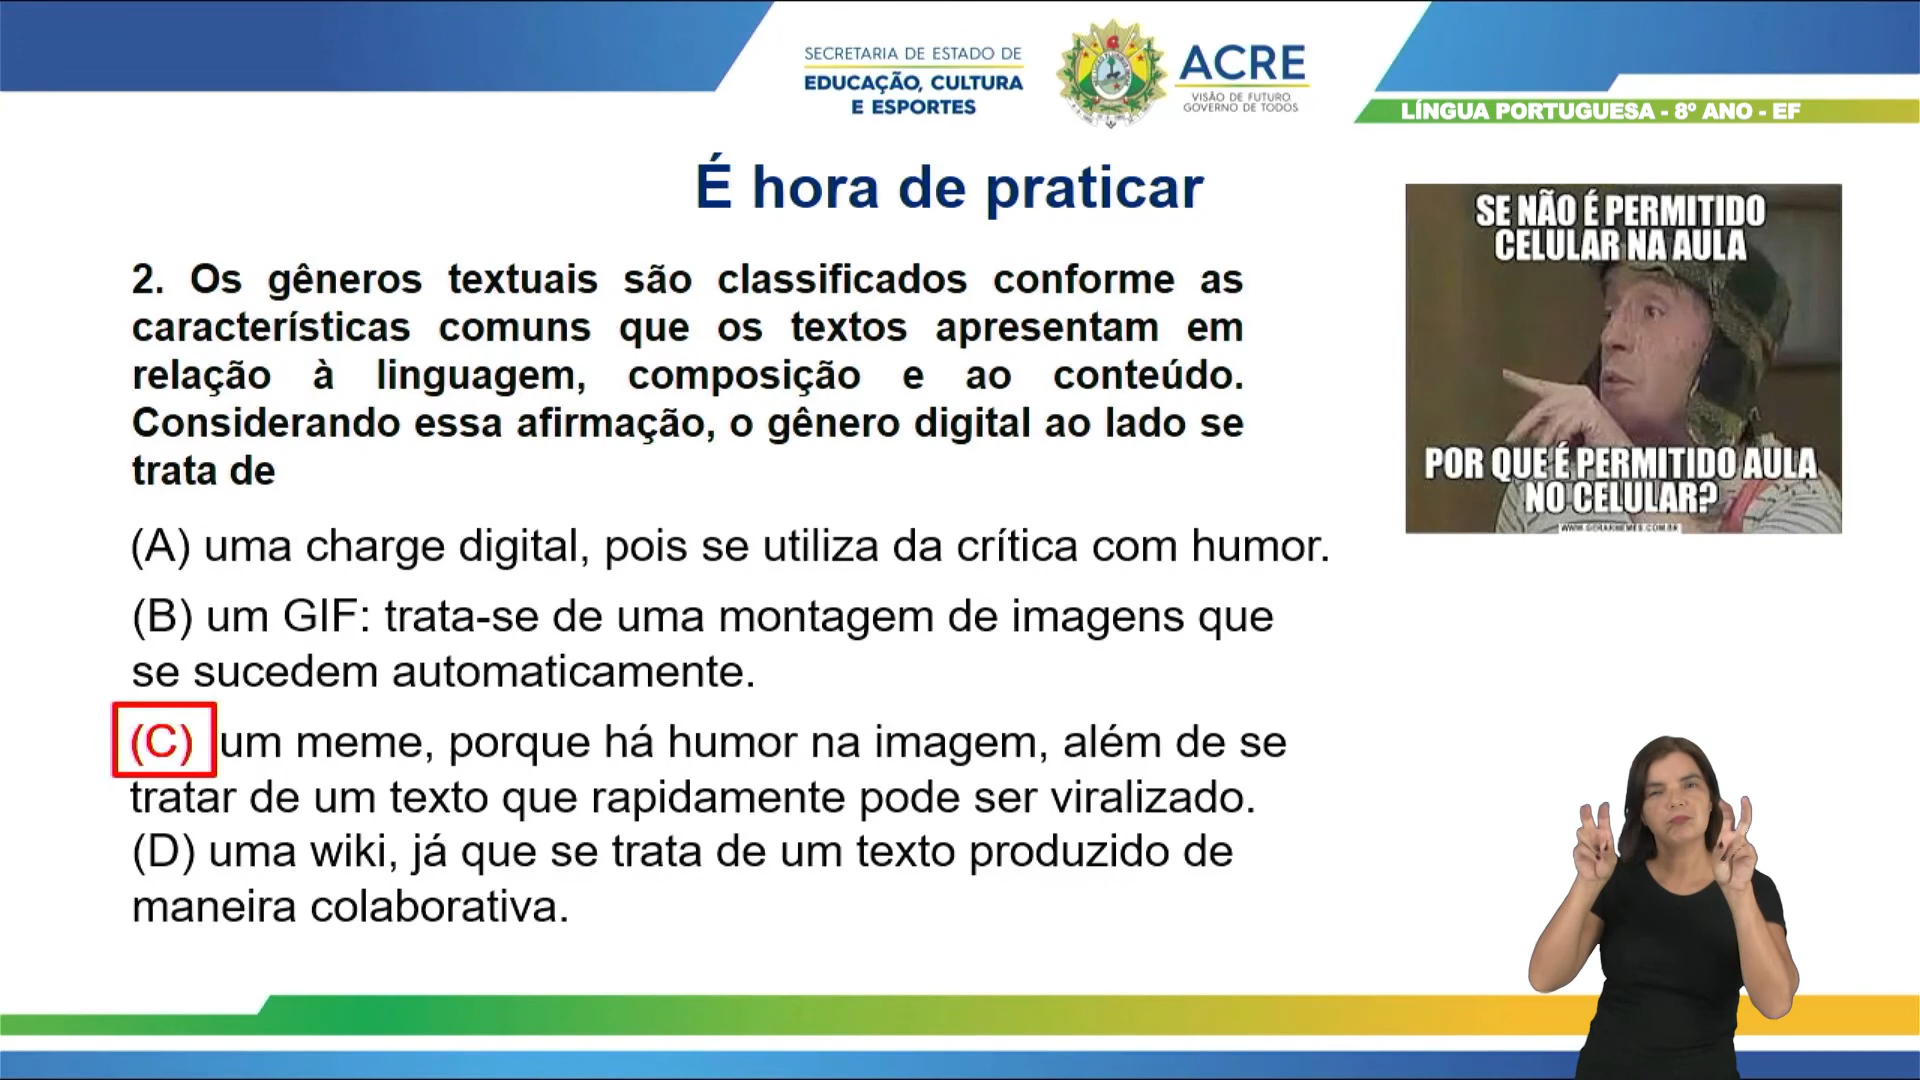 SECRETARIA DE ESTADO DE
EDUCAÇÃO, CULTURA
E ESPORTES
ACRE
VISÃO DE FUTURO.
GOVERNO DE TODOS.
LÍNGUA PORTUGUESA - 8º ANO - EF
É hora de praticar
2. Os gêneros textuais são classificados conforme as
características comuns que os textos apresentam em
relação à linguagem, composição e ao conteúdo.
Considerando essa afirmação, o gênero digital ao lado se
trata de
(A) uma charge digital, pois se utiliza da crítica com humor.
(B) um GIF: trata-se de uma montagem de imagens que
se sucedem automaticamente.
(C) um meme, porque há humor na imagem, além de se
tratar de um texto que rapidamente pode ser viralizado.
(D) uma wiki, já que se trata de um texto produzido de
maneira colaborativa.
SE NÃO É PERMITIDO
CELULAR NA AULA
POR QUE É PERMITIDO AULA
NO CELULAR?
WWW.GERARMEMES.COM.BR